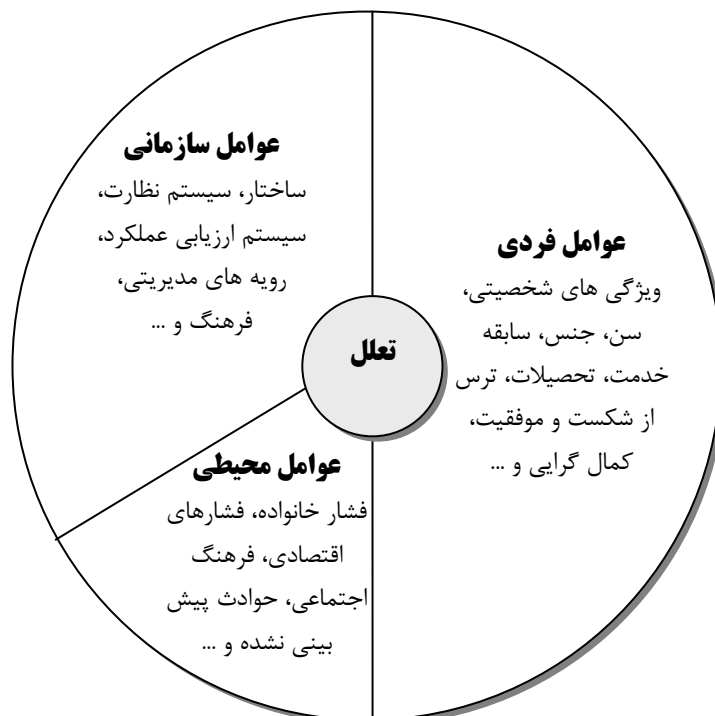 عوامل سازمانی
ساختار، سیستم نظارت،
سیستم ارزیابی عملکرد،
رویه های مدیریتی،
فرهنگ و ...
عوامل فردی
ویژگی های شخصیتی،
سن، جنس، سابقه
خدمت، تحصیلات، ترس
از شکست و موفقیت،
کمال گرایی و ...
تعلل
عوامل محیطی
فشار خانواده، فشارهای
اقتصادی، فرهنگ
اجتماعی، حوادث پیش
بینی نشده و ...